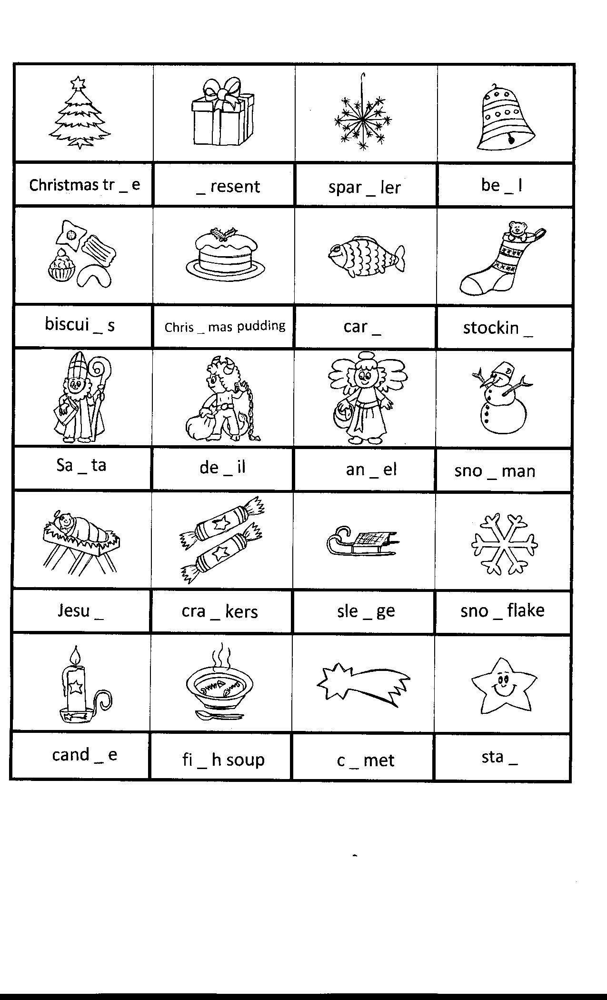 Christmas tr _ e
_ resent
spar _ ler
be _ l
biscui _ s
Chris _ mas pudding
car _
stockin _
Sa _ ta
de _ il
an _ el
sno _ man
Jesu _
cra _ kers
sle _ ge
sno _ flake
cand _ e
fi _ h soup
c _ met
sta _